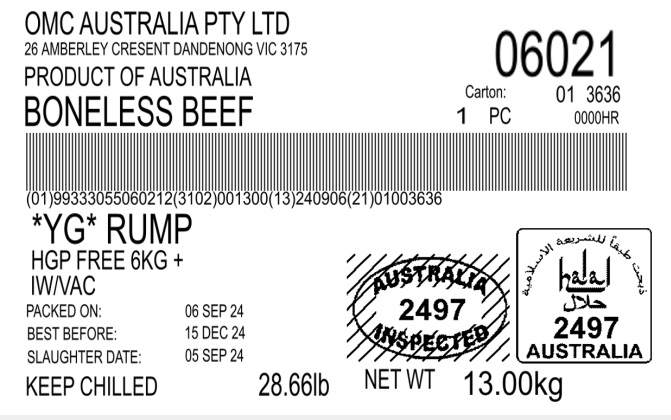 OMC AUSTRALIA PTY LTD
26 AMBERLEY CRESENT DANDENONG VIC 3175
PRODUCT OF AUSTRALIA
BONELESS BEEF
06021
Carton: 01 3636
1 PC 0000HR
(01)99333055060212(3102)001300(13)240906(21)01003636
*YG* RUMP
HGP FREE 6KG +
IW/VAC
PACKED ON: 06 SEP 24
BEST BEFORE: 15 DEC 24
SLAUGHTER DATE: 05 SEP 24
KEEP CHILLED 28.66lb NET WT 13.00kg
AUSTRALIA
2497
INSPECTED
ذبحت طبقاً للشريعة الاسلامية
halal
حلال
2497
AUSTRALIA